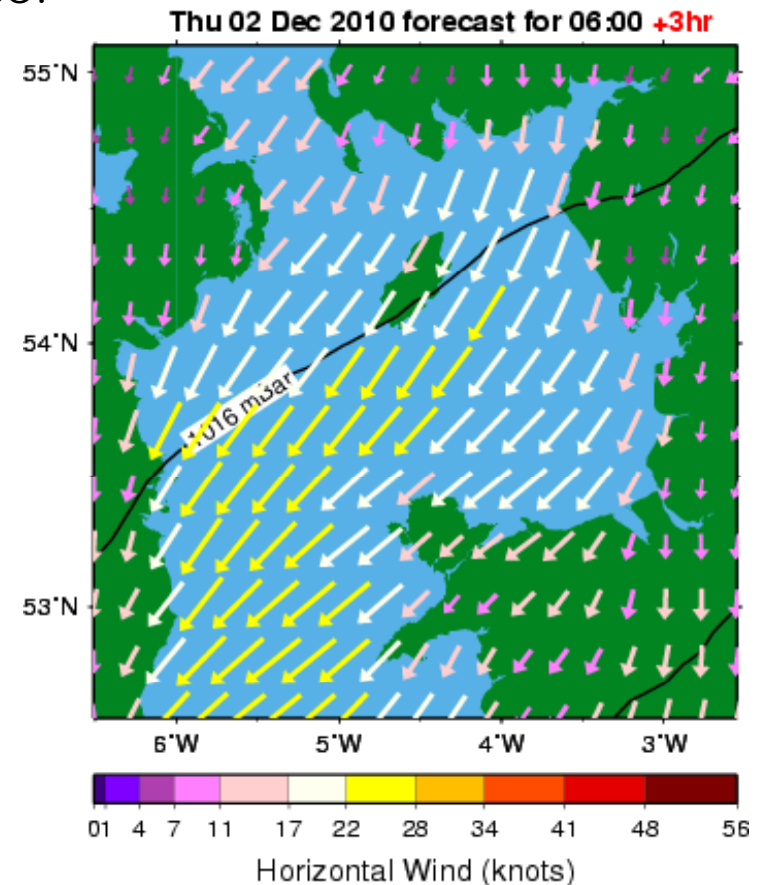 Thu 02 Dec 2010 forecast for 06:00 +3hr
55°N
54°N
1016 mBar
53°N
6°W 5°W 4°W 3°W
01 4 7 11 17 22 28 34 41 48 56
Horizontal Wind (knots)